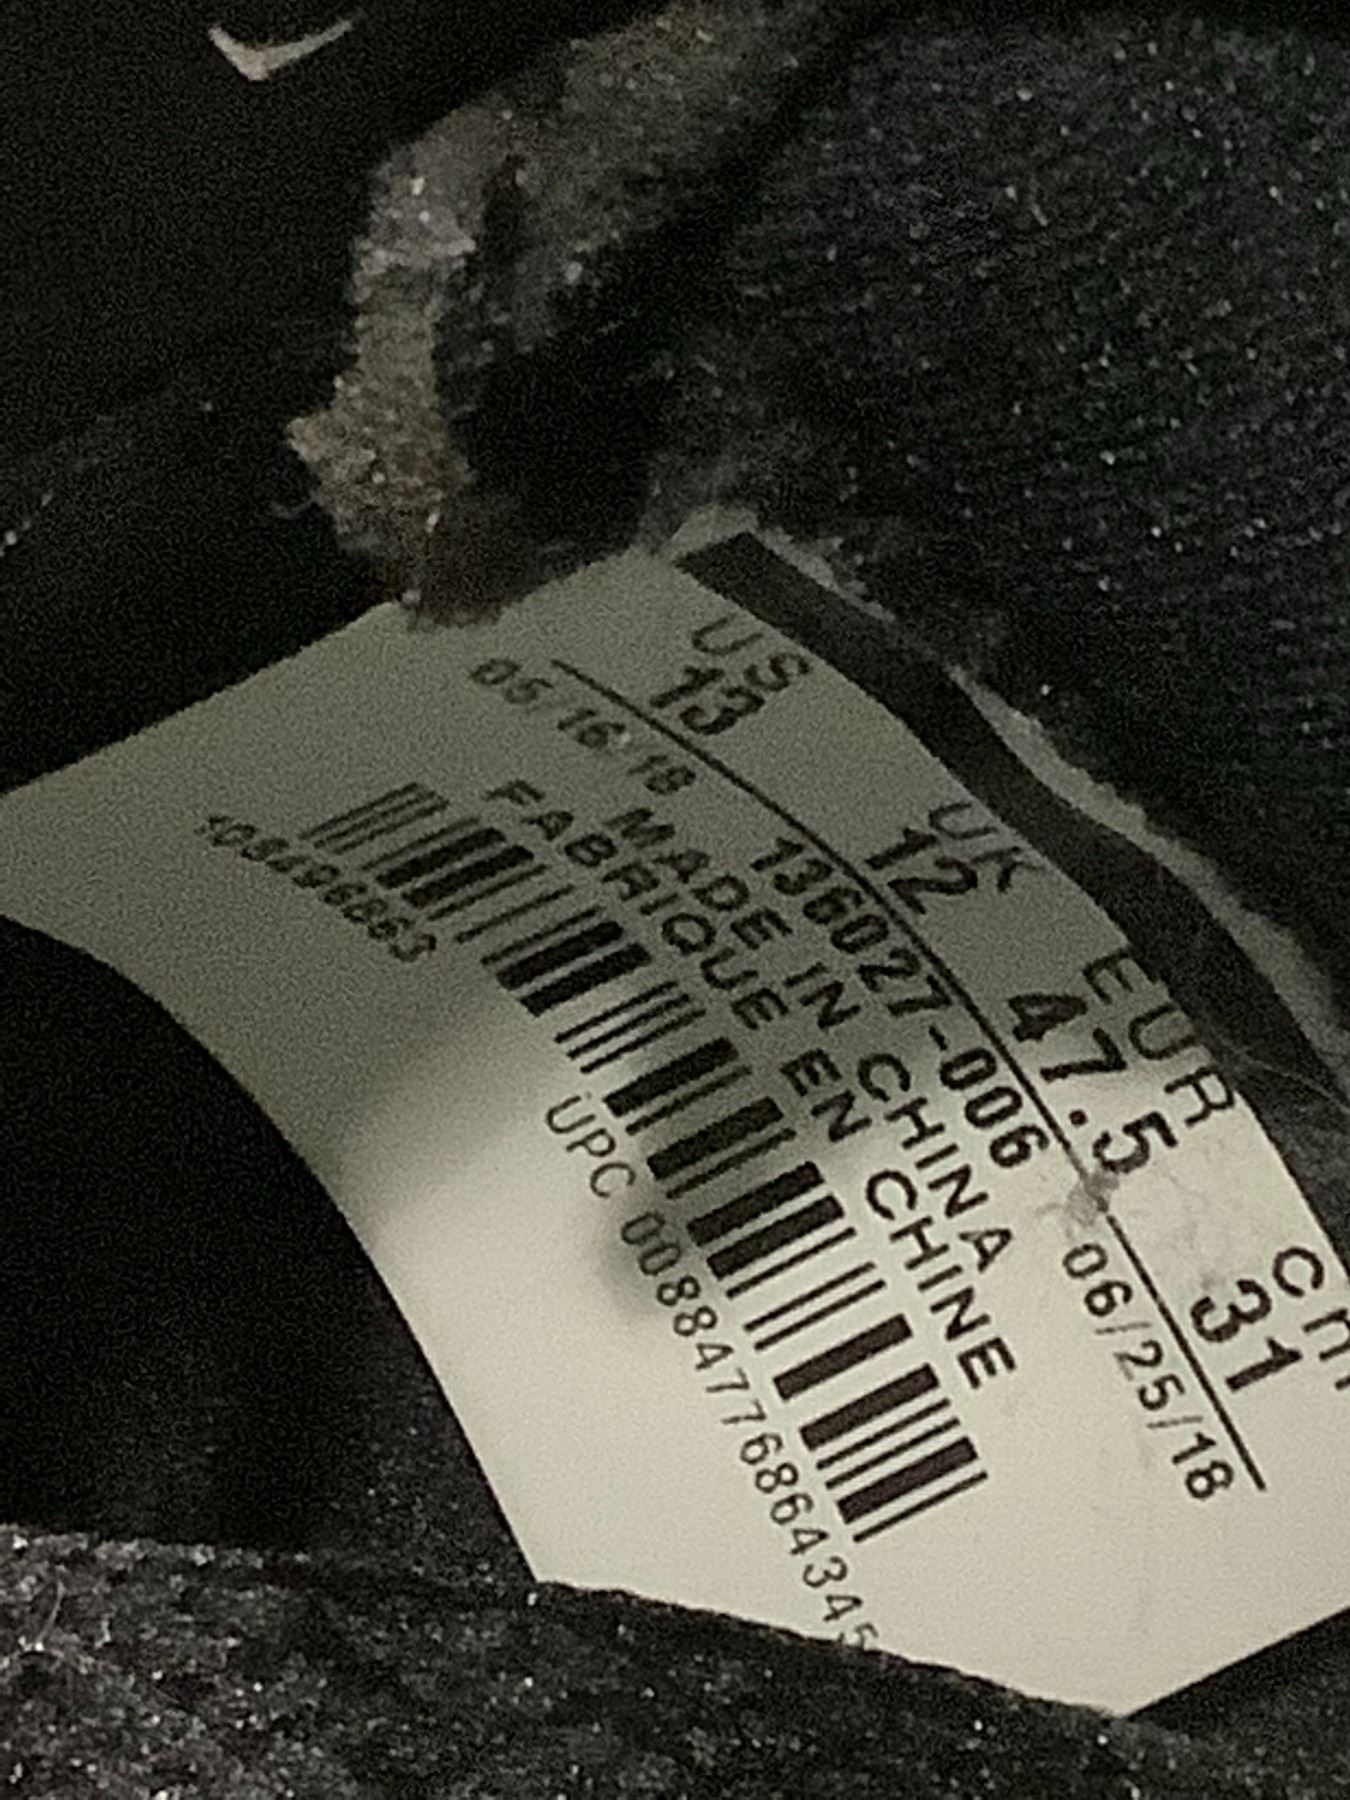 US UK EUR CHN
13 12 47.5 31
05/16/18 136027-006 06/25/18
MADE IN CHINA
FABRIQUE EN CHINE
UPC 00884776864345